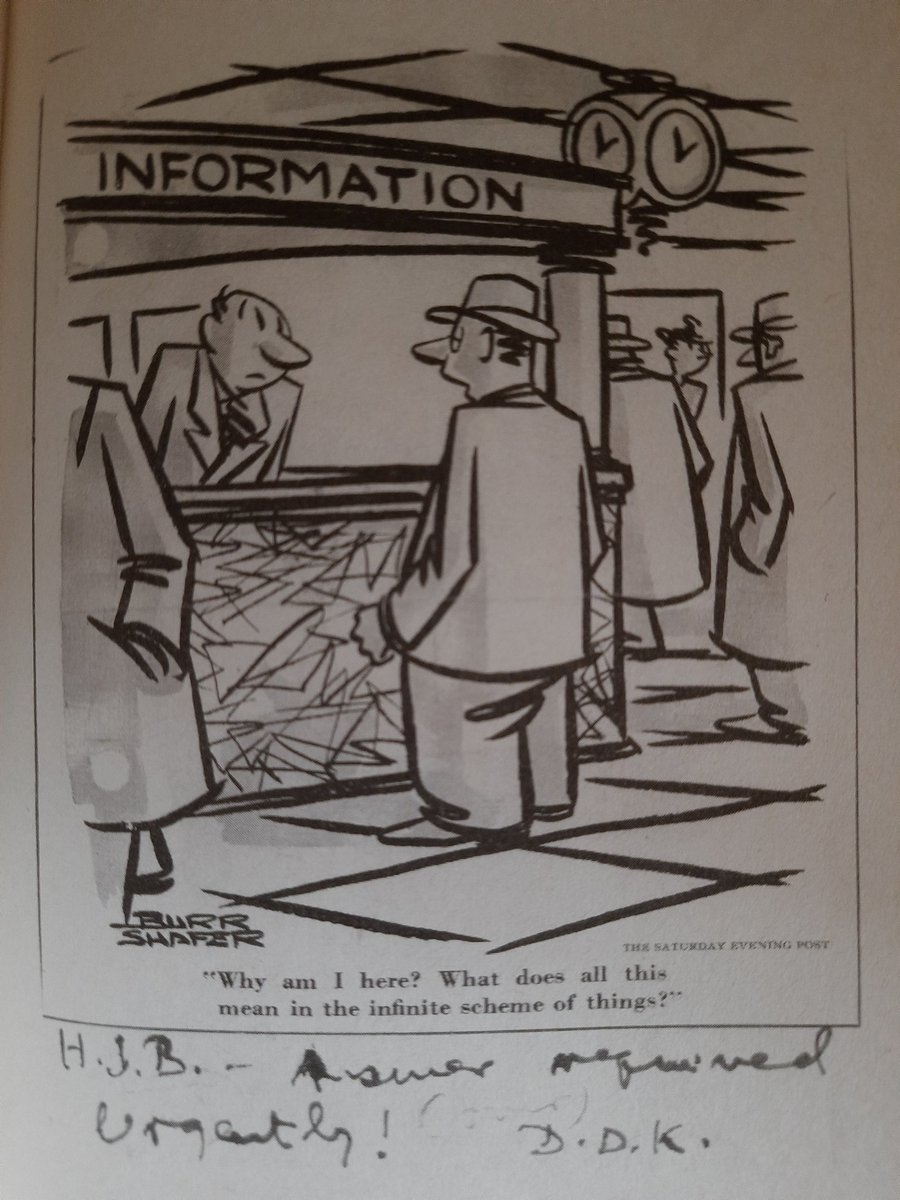 INFORMATION
BURR
SHAFER
THE SATURDAY EVENING POST
“Why am I here? What does all this
mean in the infinite scheme of things?”
H.J.B. - Answer required
Urgently!
D.D.K.